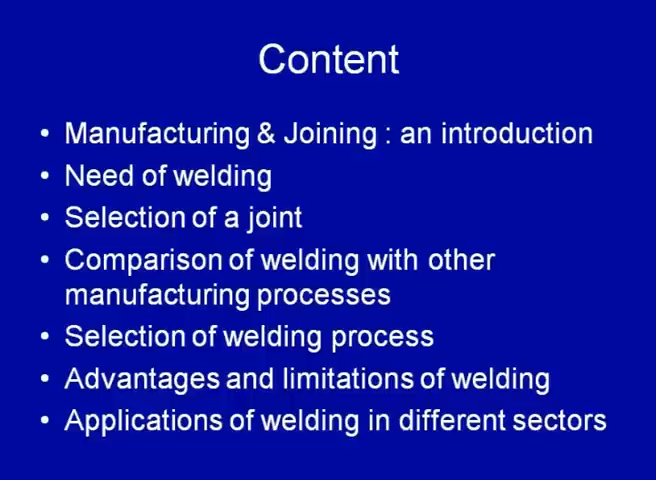 Content
• Manufacturing & Joining : an introduction
• Need of welding
• Selection of a joint
• Comparison of welding with other
manufacturing processes
• Selection of welding process
• Advantages and limitations of welding
• Applications of welding in different sectors